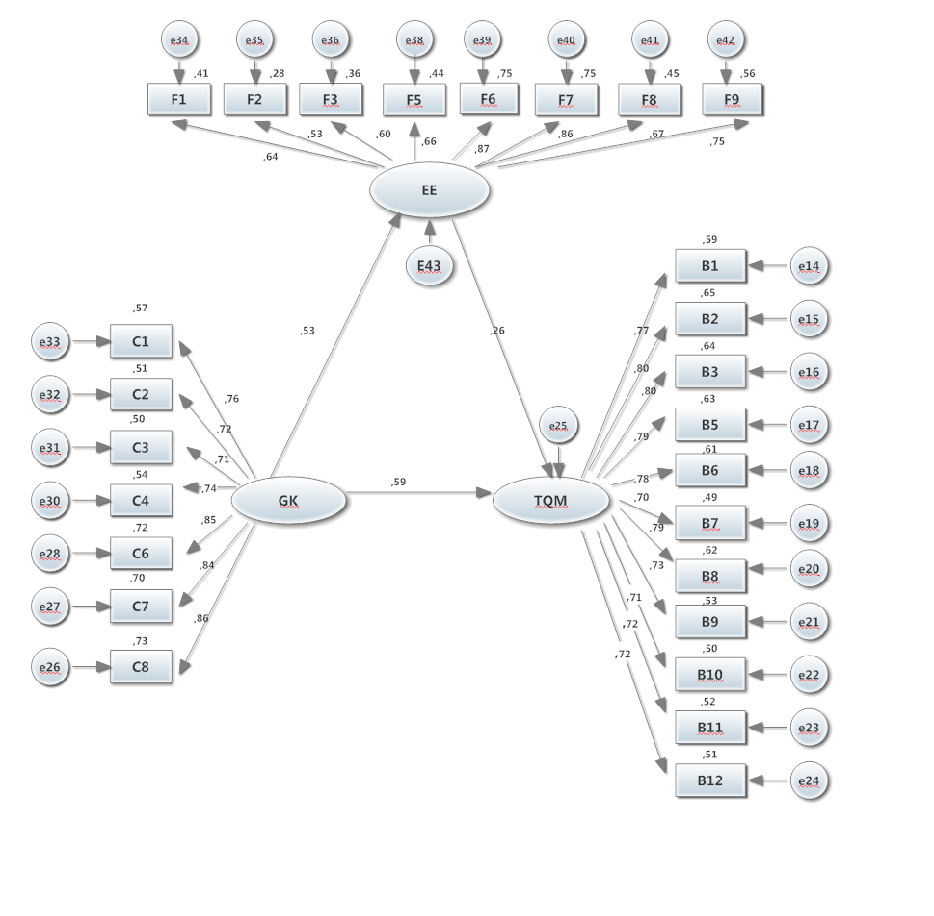 e34 e35 e36 e38 e39 e40 e41 e42
,41 ,28 ,36 ,44 ,75 ,75 ,45 ,56
F1 F2 F3 F5 F6 F7 F8 F9
,64 ,53 ,60 ,66 ,87 ,86 ,67 ,75
EE
E43
,53
,26
,59
B1
e14
,77
,65
B2
e15
,80
,64
B3
e16
,80
,63
B5
e17
,79
,61
B6
e18
,78
,49
B7
e19
,70
,62
B8
e20
,79
,53
B9
e21
,73
,50
B10
e22
,71
,52
B11
e23
,72
,51
B12
e24
,72
,57
e33
C1
,76
,51
e32
C2
,72
,50
e31
C3
,71
,54
e30
C4
,74
,72
e28
C6
,85
,70
e27
C7
,84
,73
e26
C8
,86
GK
,59
e25
TQM